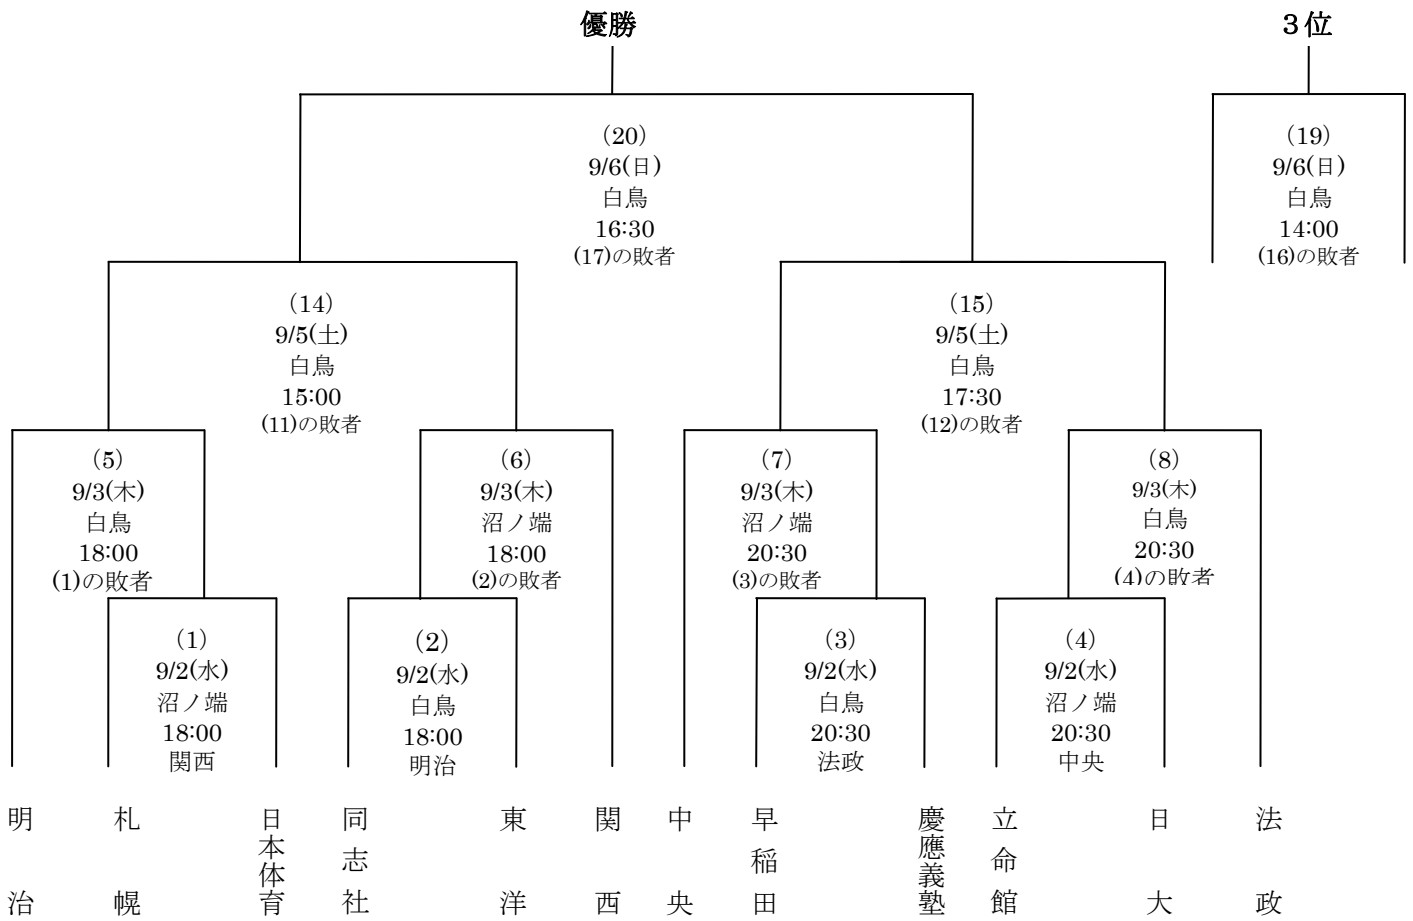 優勝
３位
(20)
9/6(日)
白鳥
16:30
(17)の敗者
(19)
9/6(日)
白鳥
14:00
(16)の敗者
(14)
9/5(土)
白鳥
15:00
(11)の敗者
(15)
9/5(土)
白鳥
17:30
(12)の敗者
(5)
9/3(木)
白鳥
18:00
(1)の敗者
(6)
9/3(木)
沼ノ端
18:00
(2)の敗者
(7)
9/3(木)
沼ノ端
20:30
(3)の敗者
(8)
9/3(木)
白鳥
20:30
(4)の敗者
(1)
9/2(水)
沼ノ端
18:00
関西
(2)
9/2(水)
白鳥
18:00
明治
(3)
9/2(水)
白鳥
20:30
法政
(4)
9/2(水)
沼ノ端
20:30
中央
明治
札幌
日本体育
同志社
東洋
関西
中央
早稲田
慶應義塾
立命館
日大
法政